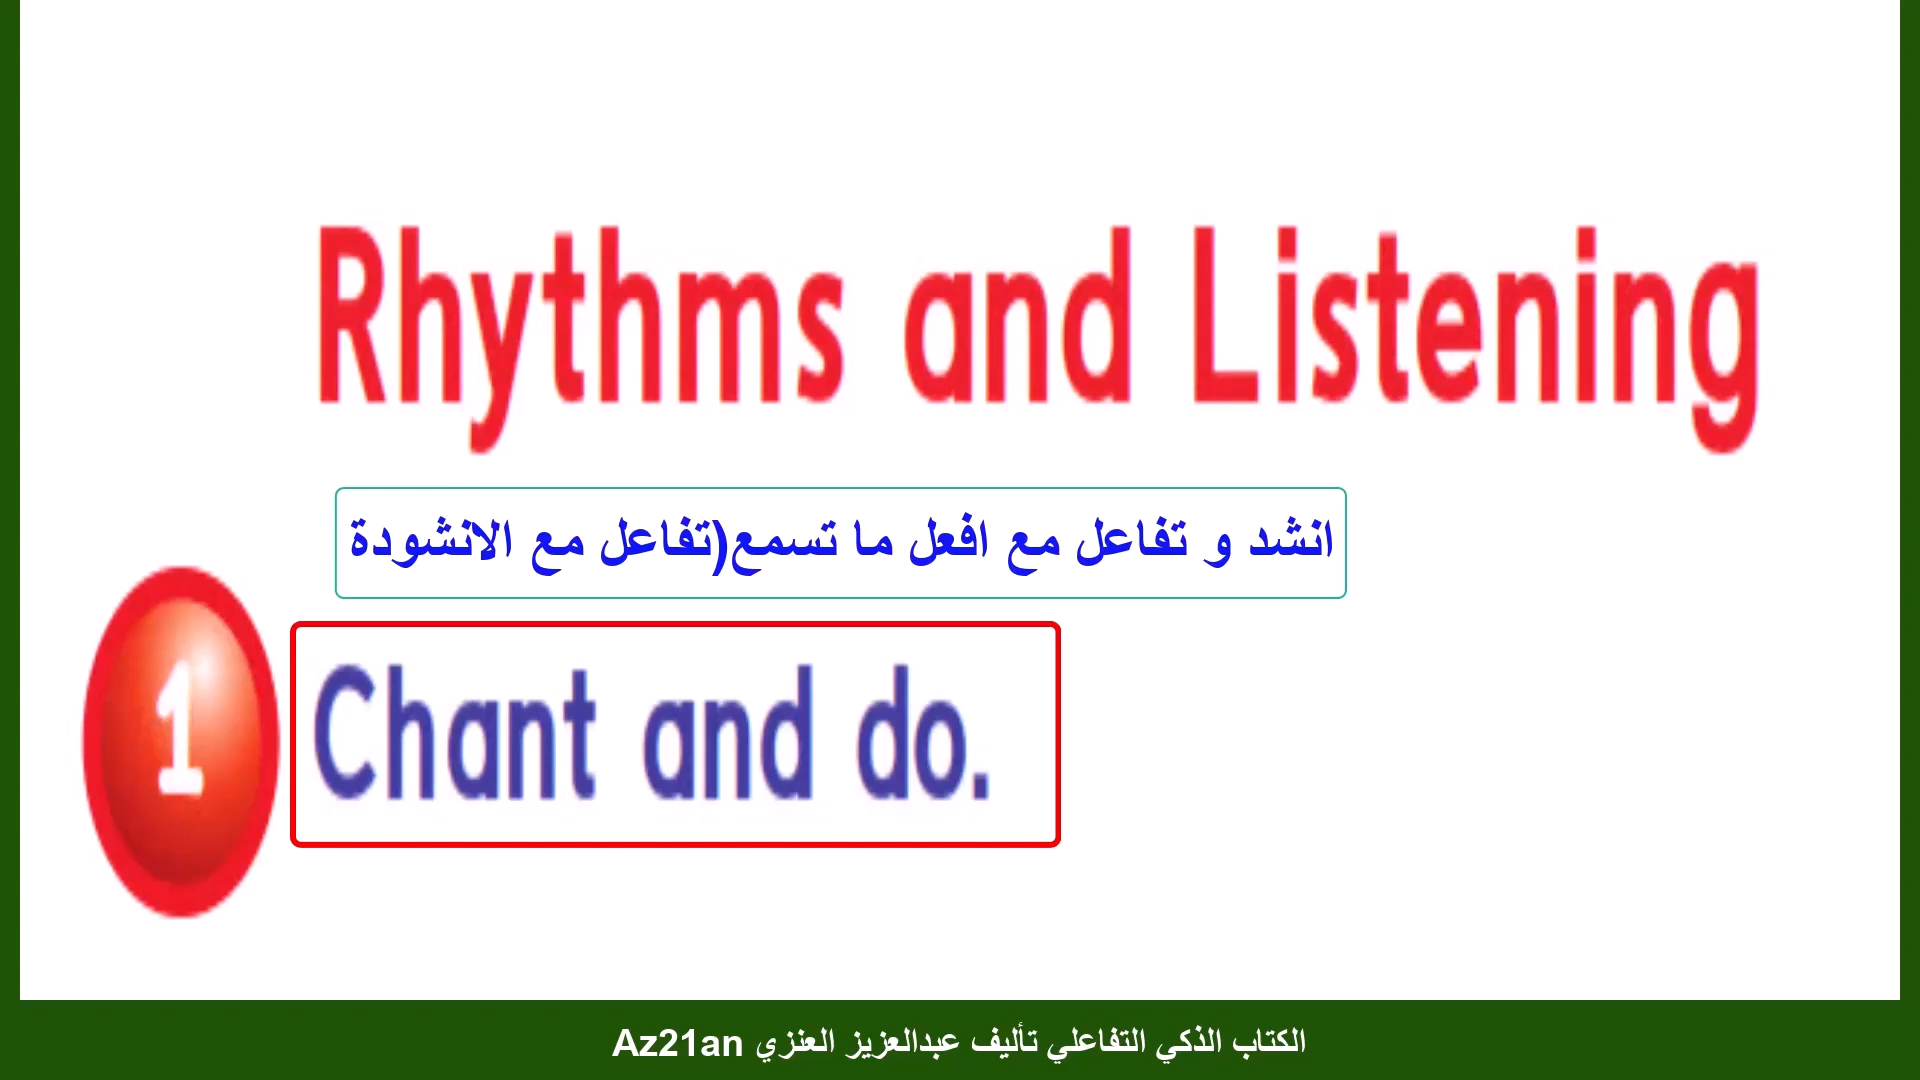 Rhythms and Listening
انشد و تفاعل مع افعل ما تسمع(تفاعل مع الانشودة
1 Chant and do.
الكتاب الذكي التفاعلي تأليف عبدالعزيز العنزي Az21an